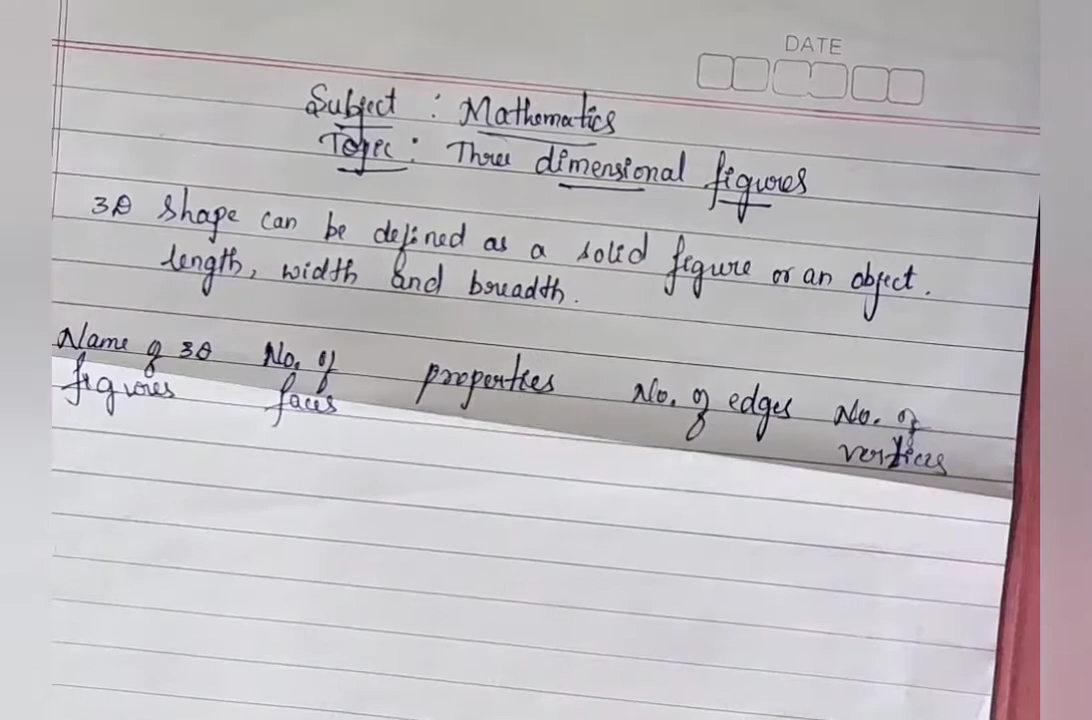 DATE
Subject : Mathematics
Topic : Three dimensional figures
3D shape can be defined as a solid figure or an object.
length, width and breadth.
Name of 3D No. of properties No. of edges No. of
figures faces vertices